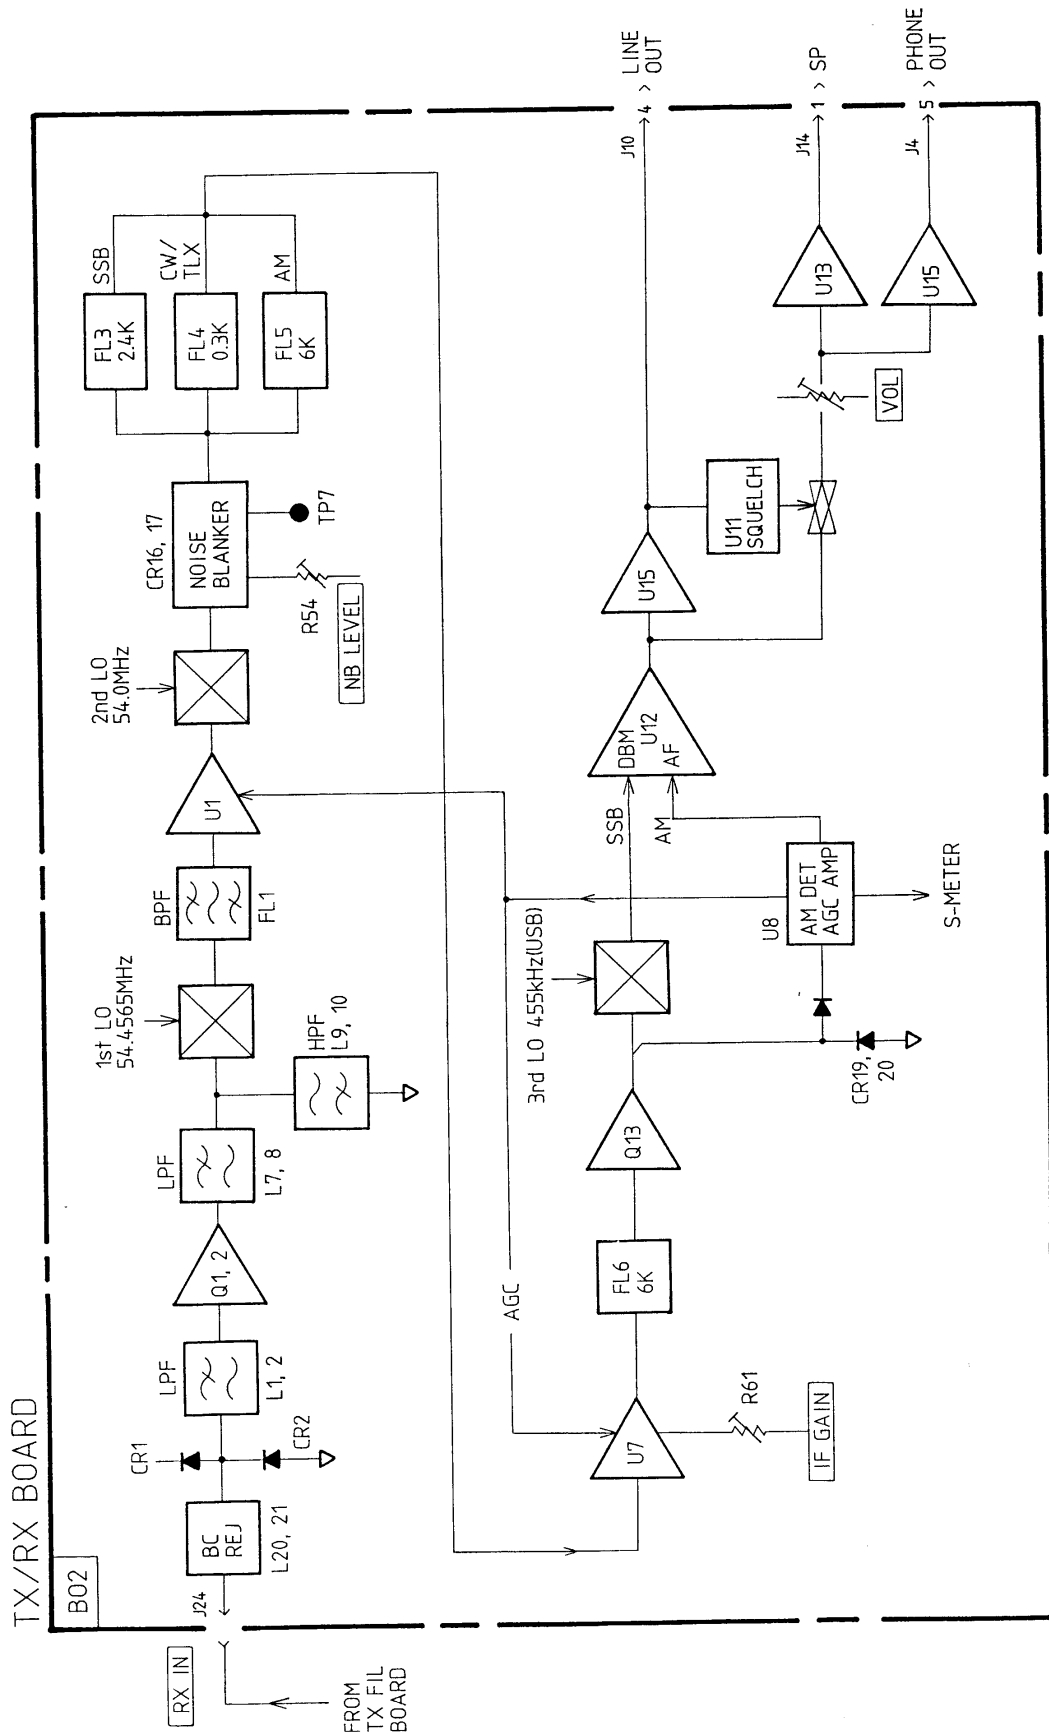 TX/RX BOARD
B02
RX IN
FROM
TX FIL
BOARD
J24
BC
REJ
L20, 21
CR1
CR2
LPF
L1, 2
Q1, 2
LPF
L7, 8
HPF
L9, 10
1st LO
54.4565MHz
BPF
FL1
U1
2nd LO
54.0MHz
CR16, 17
NOISE
BLANKER
R54
NB LEVEL
TP7
FL3
2.4K
SSB
FL4
0.3K
CW/
TLX
FL5
6K
AM
AGC
U7
R61
IF GAIN
FL6
6K
Q13
3rd LO 455kHz(USB)
CR19,
20
U8
AM DET
AGC AMP
S-METER
SSB
AM
DBM
U12
AF
U15
U11
SQUELCH
VOL
U13
U15
J10
4 > LINE
OUT
J14
1 > SP
J4
5 > PHONE
OUT